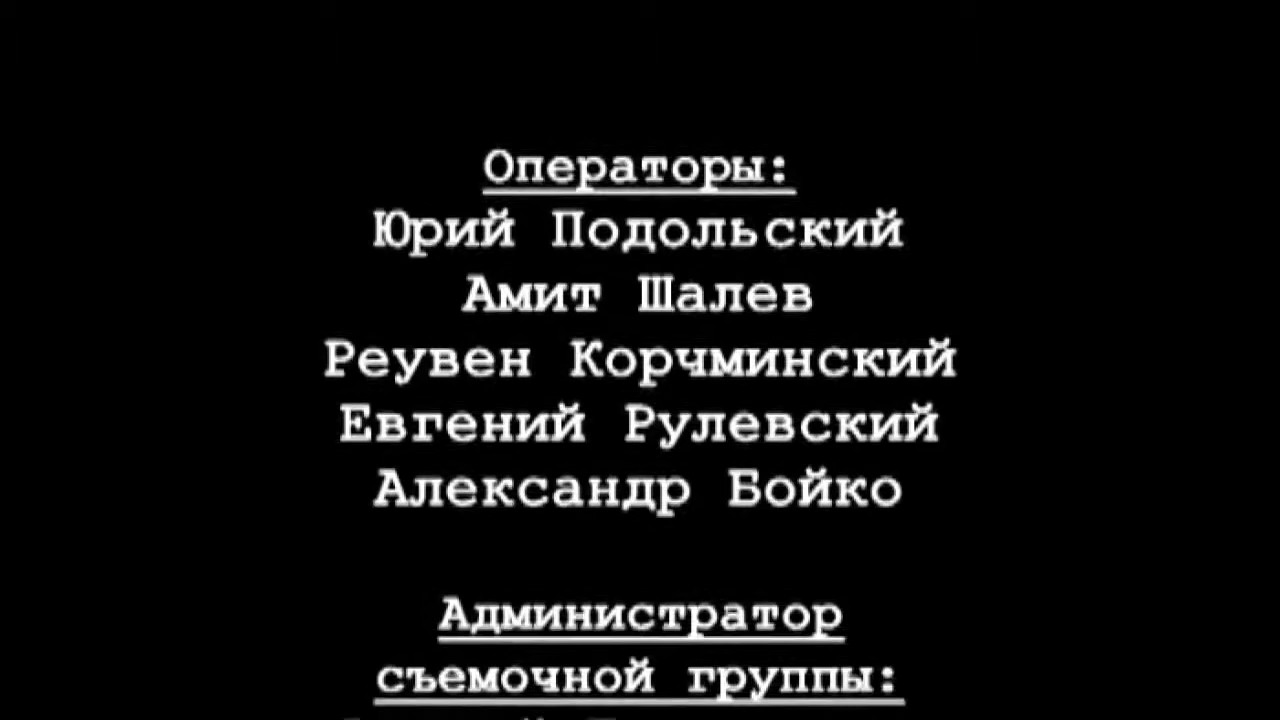 Операторы:
Юрий Подольский
Амит Шалев
Реувен Корчминский
Евгений Рулевский
Александр Бойко
Администратор
съемочной группы: